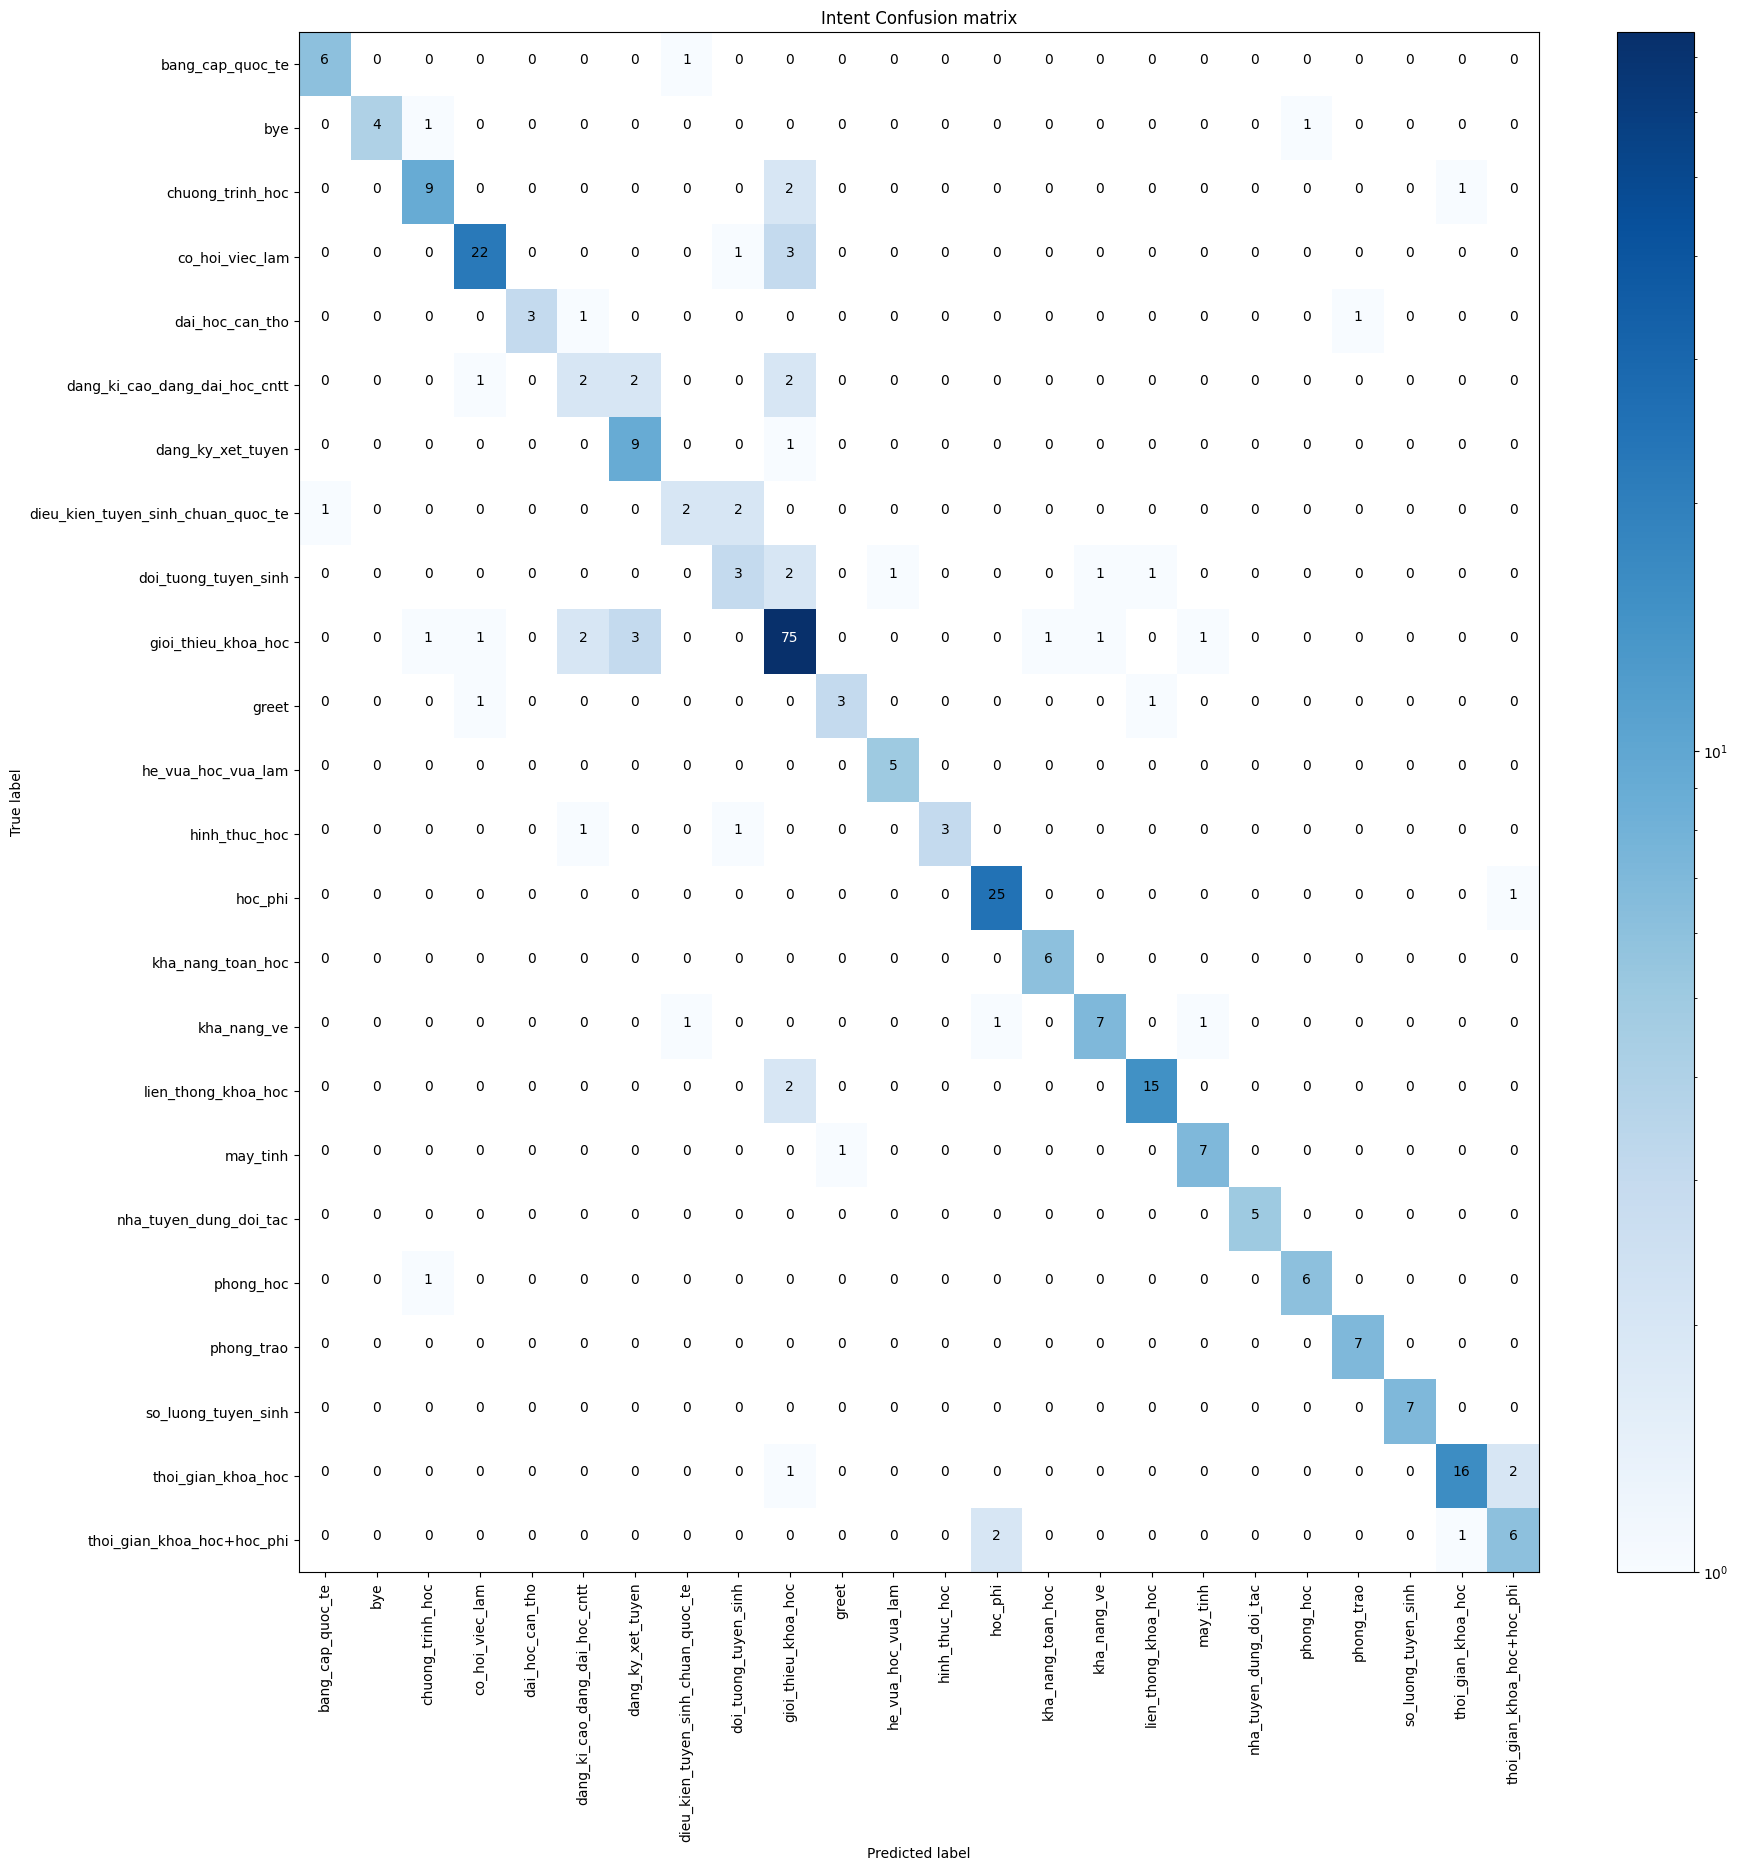 Intent Confusion matrix
bang_cap_quoc_te 6 0 0 0 0 0 0 1 0 0 0 0 0 0 0 0 0 0 0 0 0 0 0 0
bye 0 4 1 0 0 0 0 0 0 0 0 0 0 0 0 0 0 0 0 1 0 0 0 0
chuong_trinh_hoc 0 0 9 0 0 0 0 0 0 2 0 0 0 0 0 0 0 0 0 0 0 0 1 0
co_hoi_viec_lam 0 0 0 22 0 0 0 0 1 3 0 0 0 0 0 0 0 0 0 0 0 0 0 0
dai_hoc_can_tho 0 0 0 0 3 1 0 0 0 0 0 0 0 0 0 0 0 0 0 0 1 0 0 0
dang_ki_cao_dang_dai_hoc_cntt 0 0 0 1 0 2 2 0 0 2 0 0 0 0 0 0 0 0 0 0 0 0 0 0
dang_ky_xet_tuyen 0 0 0 0 0 0 9 0 0 1 0 0 0 0 0 0 0 0 0 0 0 0 0 0
dieu_kien_tuyen_sinh_chuan_quoc_te 1 0 0 0 0 0 0 2 2 0 0 0 0 0 0 0 0 0 0 0 0 0 0 0
doi_tuong_tuyen_sinh 0 0 0 0 0 0 0 0 3 2 0 1 0 0 0 1 1 0 0 0 0 0 0 0
gioi_thieu_khoa_hoc 0 0 1 1 0 2 3 0 0 75 0 0 0 0 1 1 0 1 0 0 0 0 0 0
greet 0 0 0 1 0 0 0 0 0 0 3 0 0 0 0 0 1 0 0 0 0 0 0 0
he_vua_hoc_vua_lam 0 0 0 0 0 0 0 0 0 0 0 5 0 0 0 0 0 0 0 0 0 0 0 0
hinh_thuc_hoc 0 0 0 0 0 1 0 0 1 0 0 0 3 0 0 0 0 0 0 0 0 0 0 0
hoc_phi 0 0 0 0 0 0 0 0 0 0 0 0 0 25 0 0 0 0 0 0 0 0 0 1
kha_nang_toan_hoc 0 0 0 0 0 0 0 0 0 0 0 0 0 0 6 0 0 0 0 0 0 0 0 0
kha_nang_ve 0 0 0 0 0 0 0 1 0 0 0 0 0 1 0 7 0 1 0 0 0 0 0 0
lien_thong_khoa_hoc 0 0 0 0 0 0 0 0 0 2 0 0 0 0 0 0 15 0 0 0 0 0 0 0
may_tinh 0 0 0 0 0 0 0 0 0 0 1 0 0 0 0 0 0 7 0 0 0 0 0 0
nha_tuyen_dung_doi_tac 0 0 0 0 0 0 0 0 0 0 0 0 0 0 0 0 0 0 5 0 0 0 0 0
phong_hoc 0 0 1 0 0 0 0 0 0 0 0 0 0 0 0 0 0 0 0 6 0 0 0 0
phong_trao 0 0 0 0 0 0 0 0 0 0 0 0 0 0 0 0 0 0 0 0 7 0 0 0
so_luong_tuyen_sinh 0 0 0 0 0 0 0 0 0 0 0 0 0 0 0 0 0 0 0 0 0 7 0 0
thoi_gian_khoa_hoc 0 0 0 0 0 0 0 0 0 1 0 0 0 0 0 0 0 0 0 0 0 0 16 2
thoi_gian_khoa_hoc+hoc_phi 0 0 0 0 0 0 0 0 0 0 0 0 0 2 0 0 0 0 0 0 0 0 1 6
True label
bang_cap_quoc_te
bye
chuong_trinh_hoc
co_hoi_viec_lam
dai_hoc_can_tho
dang_ki_cao_dang_dai_hoc_cntt
dang_ky_xet_tuyen
dieu_kien_tuyen_sinh_chuan_quoc_te
doi_tuong_tuyen_sinh
gioi_thieu_khoa_hoc
greet
he_vua_hoc_vua_lam
hinh_thuc_hoc
hoc_phi
kha_nang_toan_hoc
kha_nang_ve
lien_thong_khoa_hoc
may_tinh
nha_tuyen_dung_doi_tac
phong_hoc
phong_trao
so_luong_tuyen_sinh
thoi_gian_khoa_hoc
thoi_gian_khoa_hoc+hoc_phi
Predicted label
10¹
10⁰